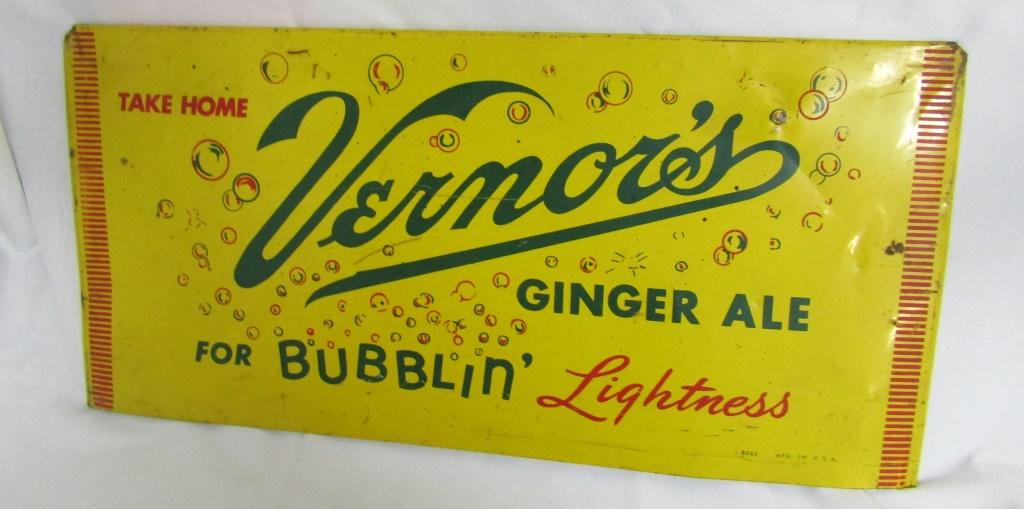 TAKE HOME
Vernor's
GINGER ALE
FOR BUBBLIN' Lightness
MFG. IN U.S.A.